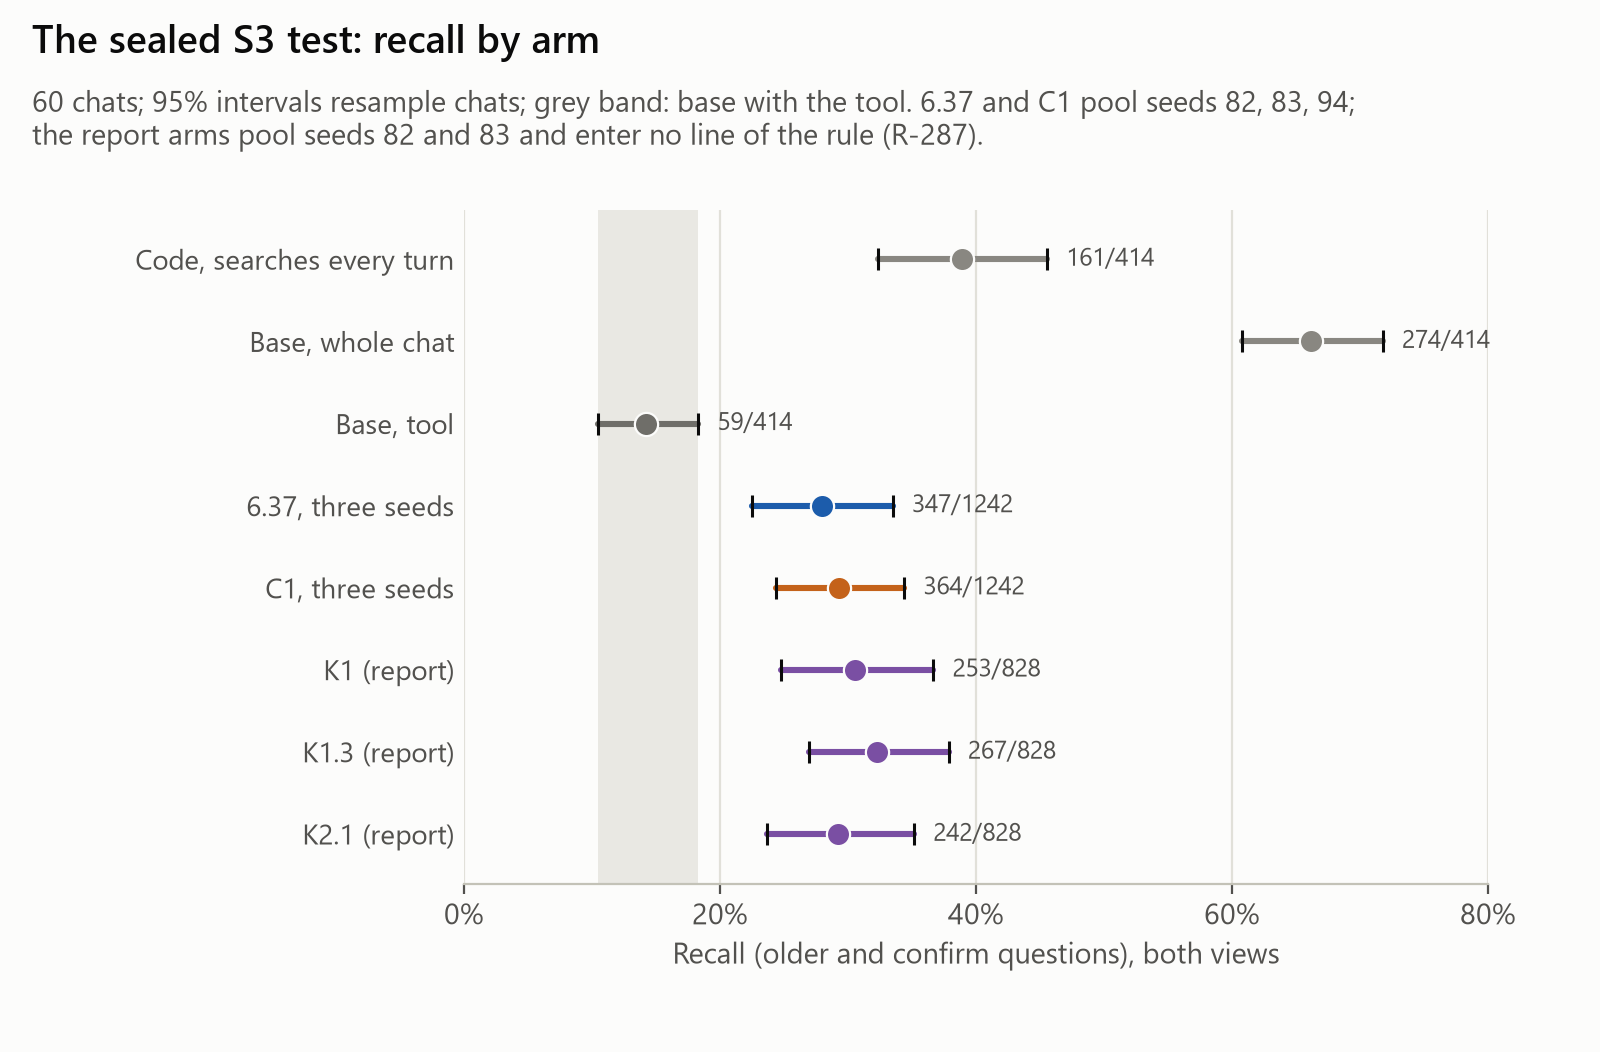 The sealed S3 test: recall by arm
60 chats; 95% intervals resample chats; grey band: base with the tool. 6.37 and C1 pool seeds 82, 83, 94;
the report arms pool seeds 82 and 83 and enter no line of the rule (R-287).
Code, searches every turn 161/414
Base, whole chat 274/414
Base, tool 59/414
6.37, three seeds 347/1242
C1, three seeds 364/1242
K1 (report) 253/828
K1.3 (report) 267/828
K2.1 (report) 242/828
0% 20% 40% 60% 80%
Recall (older and confirm questions), both views